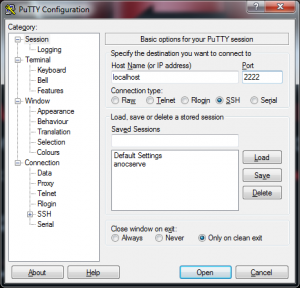 PuTTY Configuration
Category:
Session
Logging
Terminal
Keyboard
Bell
Features
Window
Appearance
Behaviour
Translation
Selection
Colours
Connection
Data
Proxy
Telnet
Rlogin
SSH
Serial
Basic options for your PuTTY session
Specify the destination you want to connect to
Host Name (or IP address) Port
localhost 2222
Connection type:
Raw Telnet Rlogin SSH Serial
Load, save or delete a stored session
Saved Sessions
Default Settings
anocserve
Load
Save
Delete
Close window on exit:
Always Never Only on clean exit
About Help Open Cancel